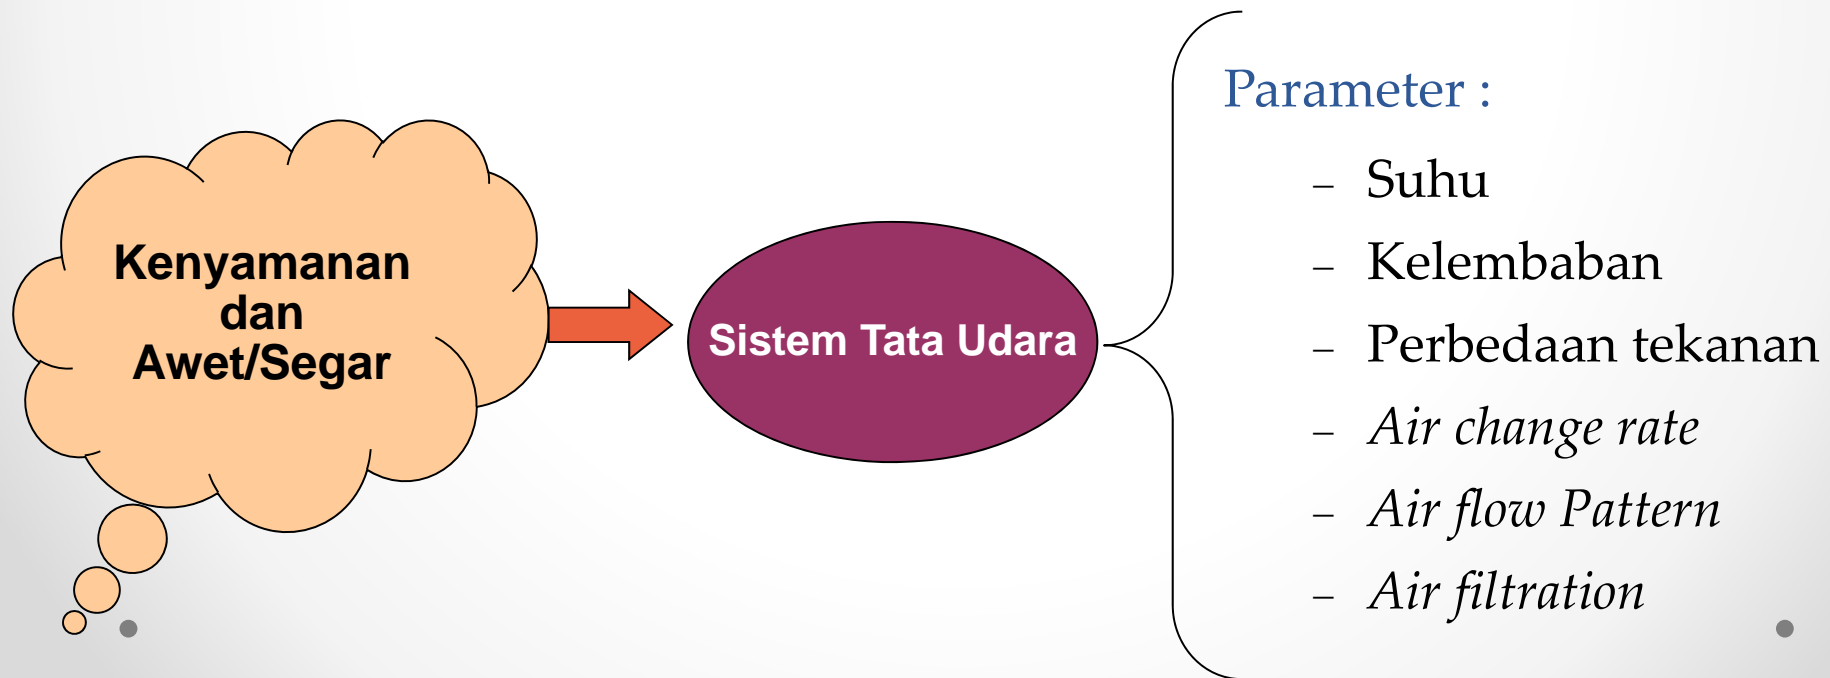 Kenyamanan
dan
Awet/Segar
Sistem Tata Udara
Parameter :
– Suhu
– Kelembaban
– Perbedaan tekanan
– Air change rate
– Air flow Pattern
– Air filtration